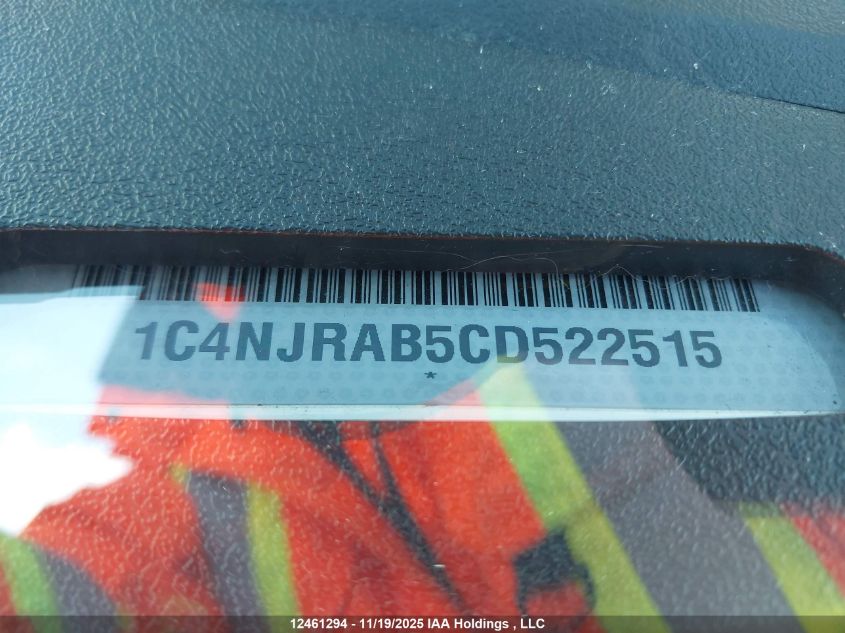 1C4NJRAB5CD522515
*
12461294 - 11/19/2025 IAA Holdings , LLC